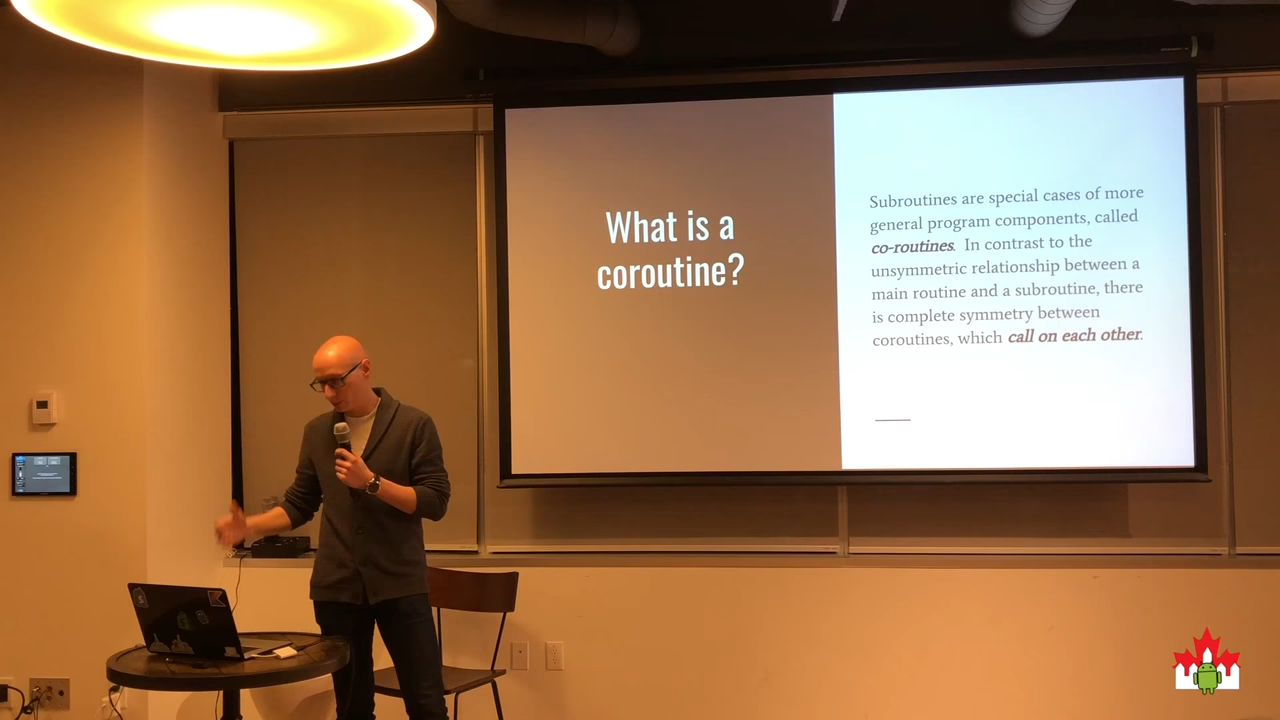 What is a
coroutine?
Subroutines are special cases of more
general program components, called
co-routines. In contrast to the
unsymmetric relationship between a
main routine and a subroutine, there
is complete symmetry between
coroutines, which call on each other.